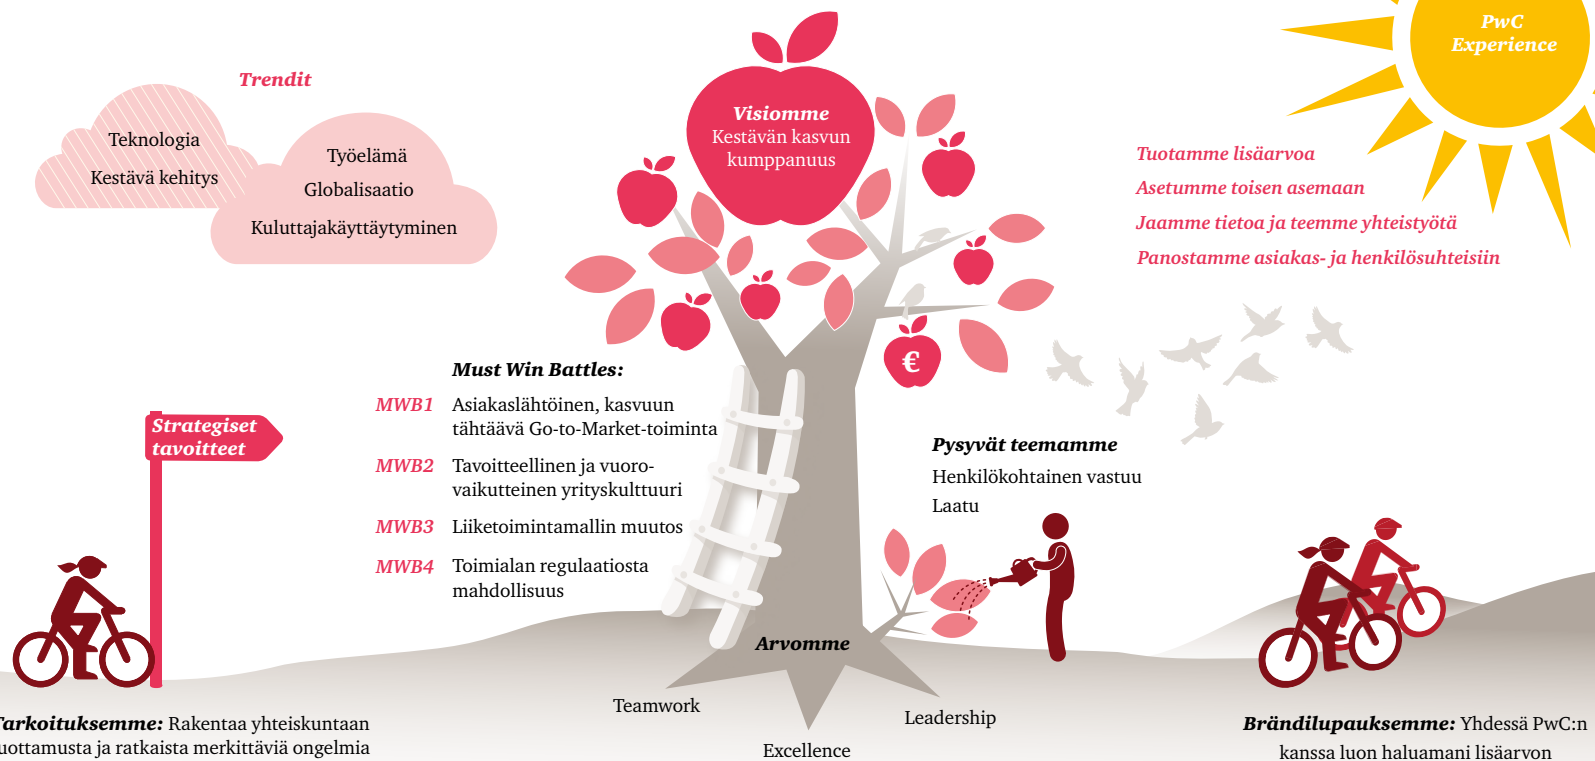 PwC
Experience
Trendit
Teknologia
Kestävä kehitys
Työelämä
Globalisaatio
Kuluttajakäyttäytyminen
Visiomme
Kestävän kasvun
kumppanuus
Tuotamme lisäarvoa
Asetumme toisen asemaan
Jaamme tietoa ja teemme yhteistyötä
Panostamme asiakas- ja henkilösuhteisiin
€
Must Win Battles:
MWB1 Asiakaslähtöinen, kasvuun
tähtäävä Go-to-Market-toiminta
MWB2 Tavoitteellinen ja vuoro-
vaikutteinen yrityskulttuuri
MWB3 Liiketoimintamallin muutos
MWB4 Toimialan regulaatiosta
mahdollisuus
Strategiset
tavoitteet
Pysyvät teemamme
Henkilökohtainen vastuu
Laatu
Arvomme
Teamwork
Excellence
Leadership
Tarkoituksemme: Rakentaa yhteiskuntaan
uottamusta ja ratkaista merkittäviä ongelmia
Brändilupauksemme: Yhdessä PwC:n
kanssa luon haluamani lisäarvon